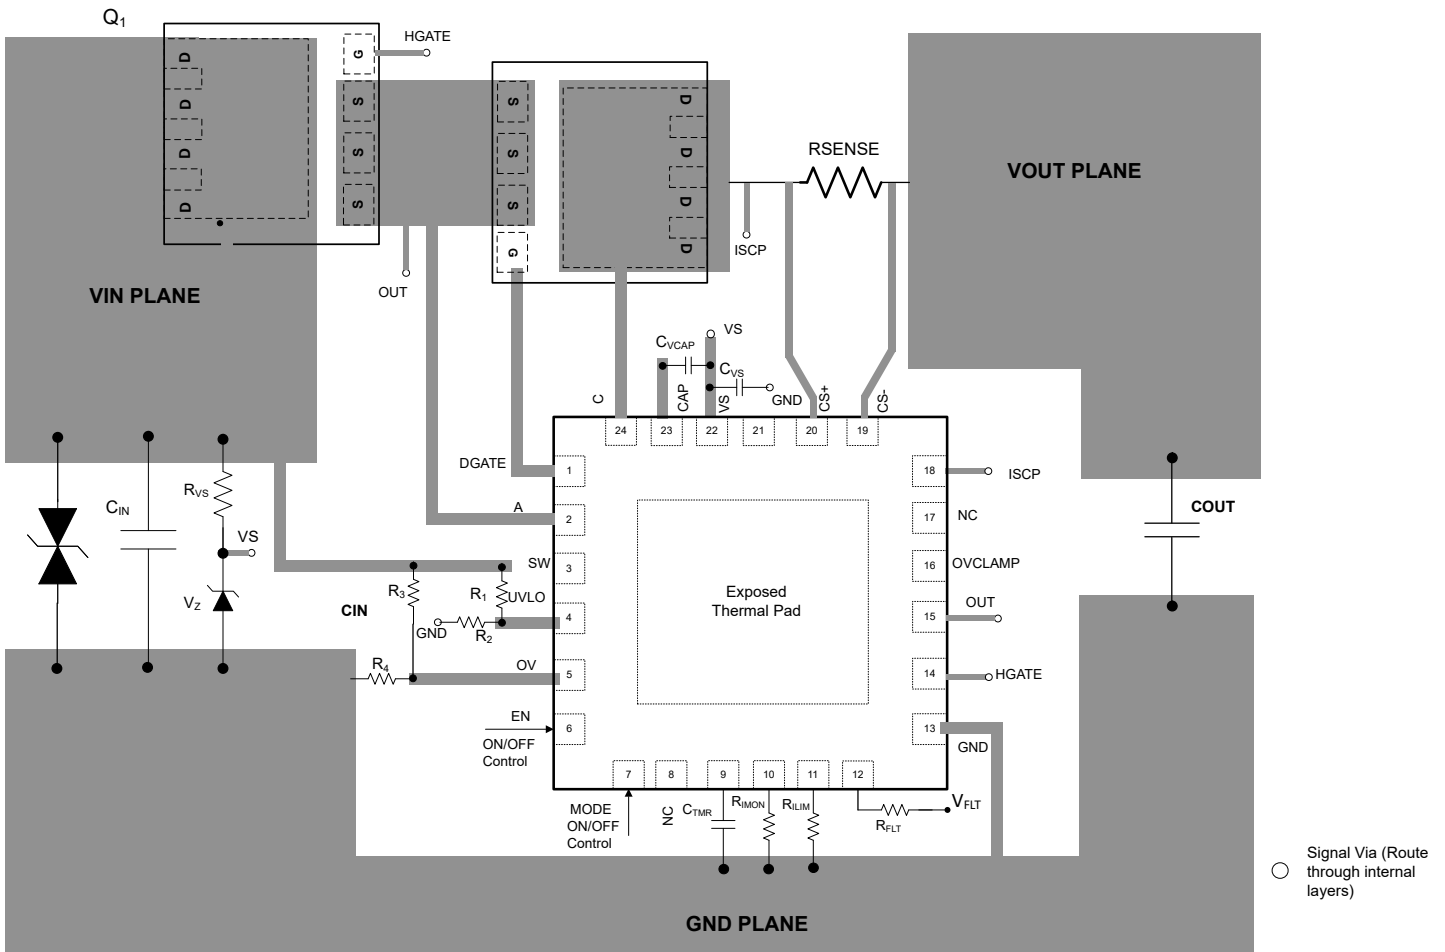 Q1
HGATE
D
D
D
D
G
S
S
S
S
S
S
G
D
D
D
D
RSENSE
VOUT PLANE
ISCP
OUT
VIN PLANE
VS
CVCAP
CVS
GND
C
CAP
VS
CS+
CS-
24
23
22
21
20
19
DGATE
1
18
ISCP
A
2
17
NC
SW
3
16
OVCLAMP
UVLO
4
15
OUT
OV
5
14
HGATE
EN
6
13
GND
ON/OFF
Control
Exposed
Thermal Pad
RVS
CIN
VS
VZ
CIN
R3
R1
GND
R2
R4
COUT
7
8
9
10
11
12
MODE
ON/OFF
Control
NC
CTMR
RIMON
RILIM
RFLT
VFLT
GND PLANE
Signal Via (Route
through internal
layers)